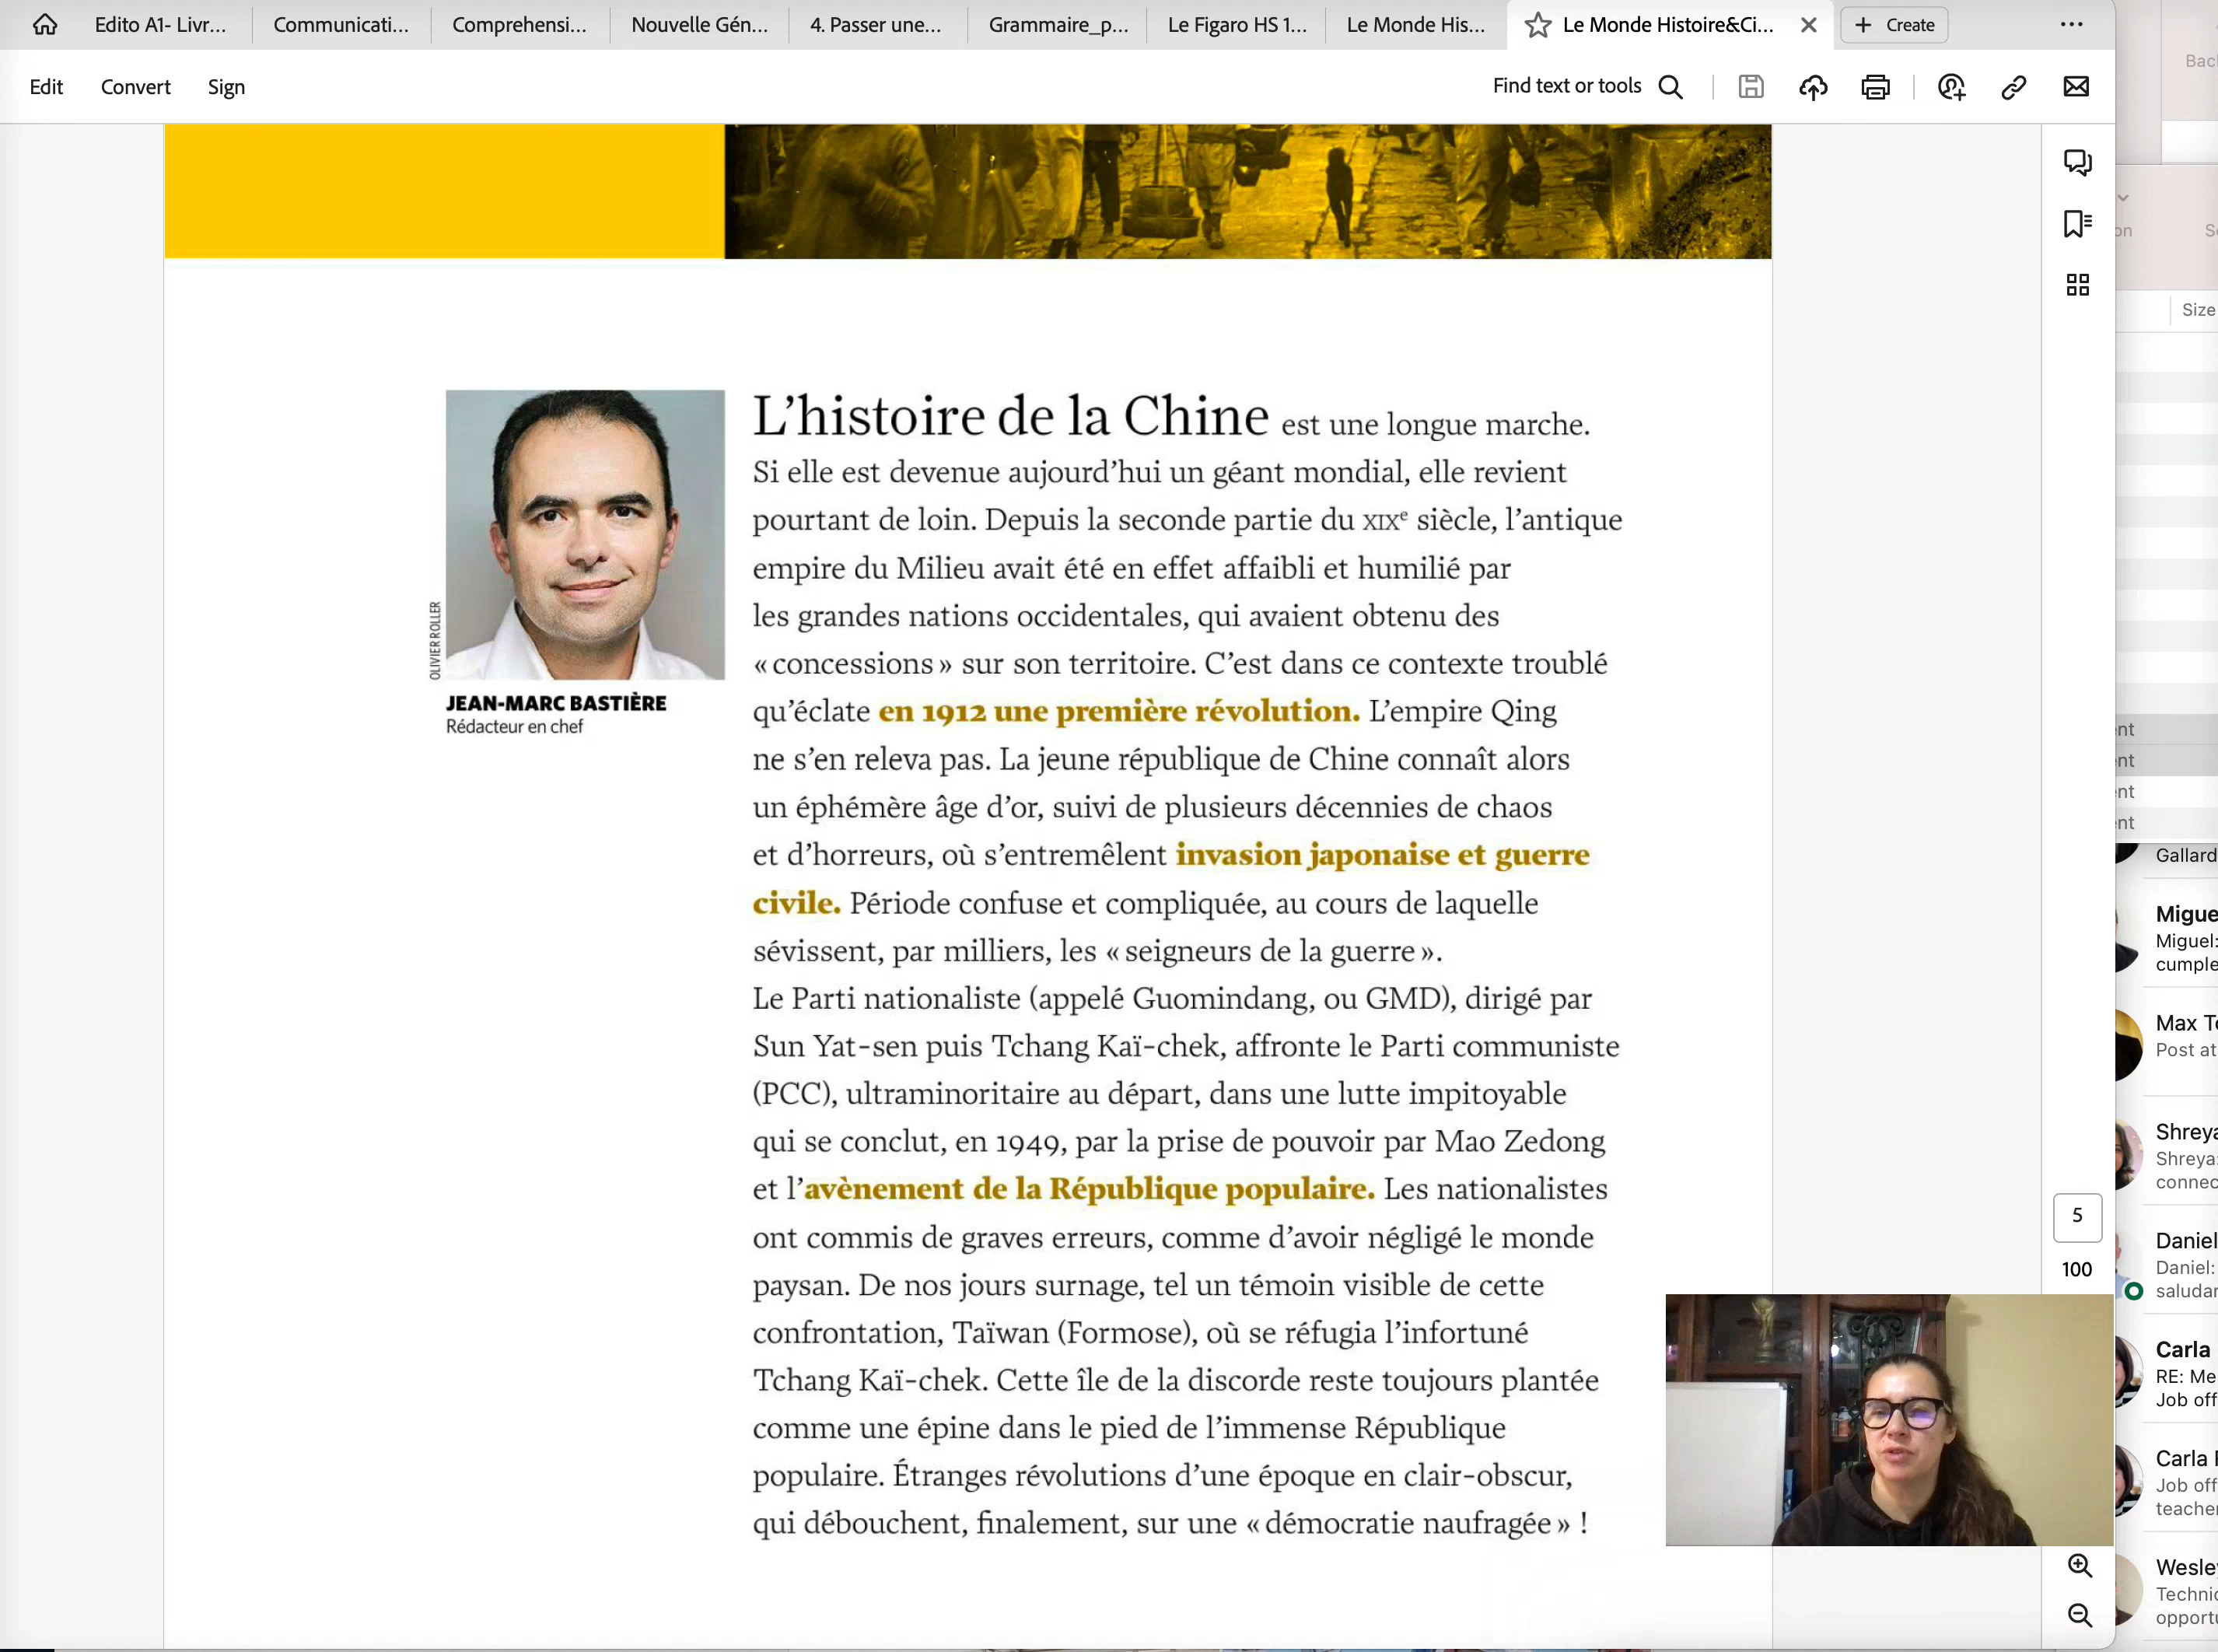 Edito A1- Livr...
Communicati...
Comprehensi...
Nouvelle Gén...
4. Passer une...
Grammaire_p...
Le Figaro HS 1...
Le Monde His...
Le Monde Histoire&Ci...
Create
Edit
Convert
Sign
Find text or tools
OLIVIER ROLLER
JEAN-MARC BASTIÈRE
Rédacteur en chef
L’histoire de la Chine est une longue marche.
Si elle est devenue aujourd’hui un géant mondial, elle revient
pourtant de loin. Depuis la seconde partie du XIXe siècle, l’antique
empire du Milieu avait été en effet affaibli et humilié par
les grandes nations occidentales, qui avaient obtenu des
« concessions » sur son territoire. C’est dans ce contexte troublé
qu’éclate en 1912 une première révolution. L’empire Qing
ne s’en releva pas. La jeune république de Chine connaît alors
un éphémère âge d’or, suivi de plusieurs décennies de chaos
et d’horreurs, où s’entremêlent invasion japonaise et guerre
civile. Période confuse et compliquée, au cours de laquelle
sévissent, par milliers, les « seigneurs de la guerre ».
Le Parti nationaliste (appelé Guomindang, ou GMD), dirigé par
Sun Yat-sen puis Tchang Kaï-chek, affronte le Parti communiste
(PCC), ultraminoritaire au départ, dans une lutte impitoyable
qui se conclut, en 1949, par la prise de pouvoir par Mao Zedong
et l’avènement de la République populaire. Les nationalistes
ont commis de graves erreurs, comme d’avoir négligé le monde
paysan. De nos jours surnage, tel un témoin visible de cette
confrontation, Taïwan (Formose), où se réfugia l’infortuné
Tchang Kaï-chek. Cette île de la discorde reste toujours plantée
comme une épine dans le pied de l’immense République
populaire. Étranges révolutions d’une époque en clair-obscur,
qui débouchent, finalement, sur une « démocratie naufragée » !
5
100
Size
Gallard
Miguel:
cumple
Post at
Shreya:
connec
Daniel
Daniel:
saludar
Carla
RE: Me
Job off
Carla
Job off
teacher